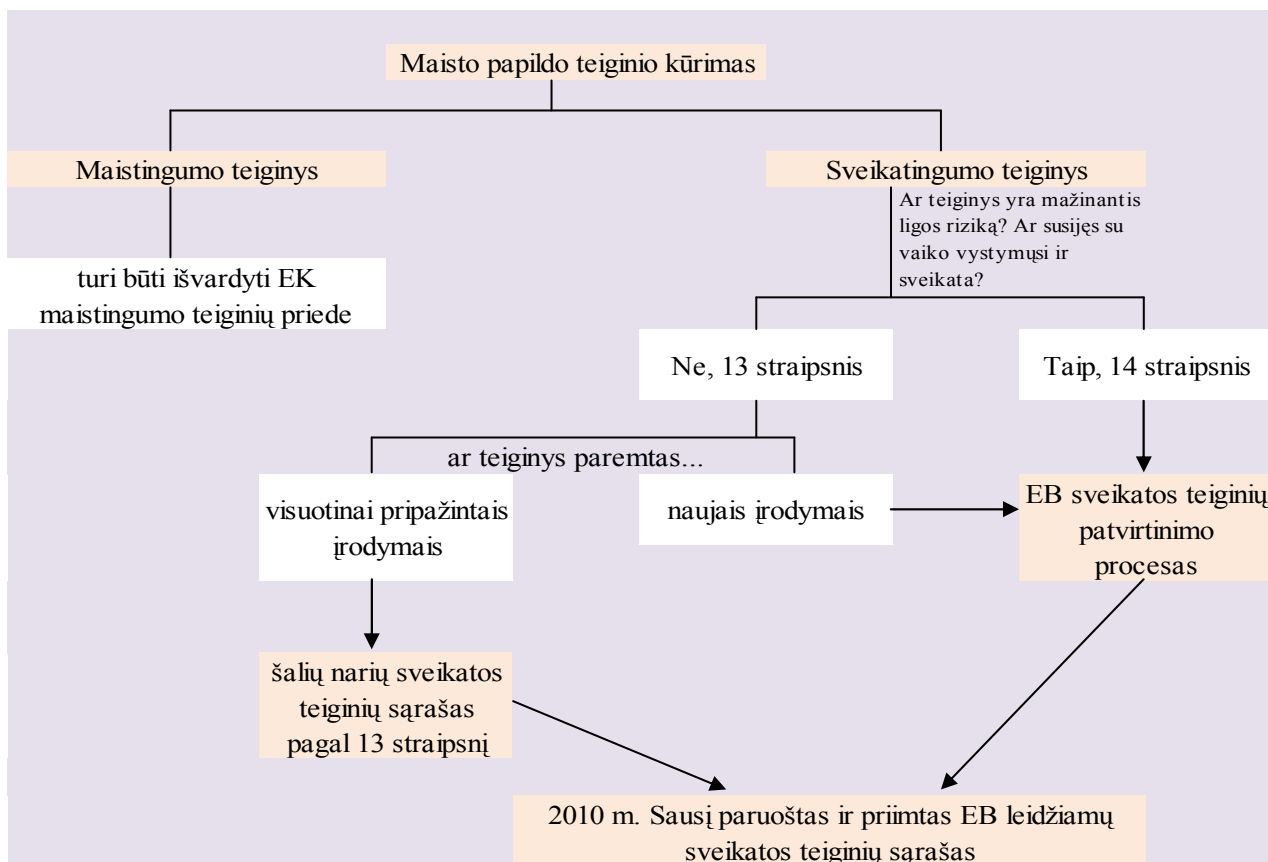 Maisto papildo teiginio kūrimas
Maistingumo teiginys
Sveikatingumo teiginys
Ar teiginys yra mažinantis
ligos riziką? Ar susijęs su
vaiko vystymųsi ir
sveikata?
turi būti išvardyti EK
maistingumo teiginių priede
Ne, 13 straipsnis
Taip, 14 straipsnis
ar teiginys paremtas...
visuotinai pripažintais
įrodymais
naujais įrodymais
EB sveikatos teiginių
patvirtinimo
procesas
šalių narių sveikatos
teiginių sąrašas
pagal 13 straipsnį
2010 m. Sausį paruoštas ir priimtas EB leidžiamų
sveikatos teiginių sąrašas